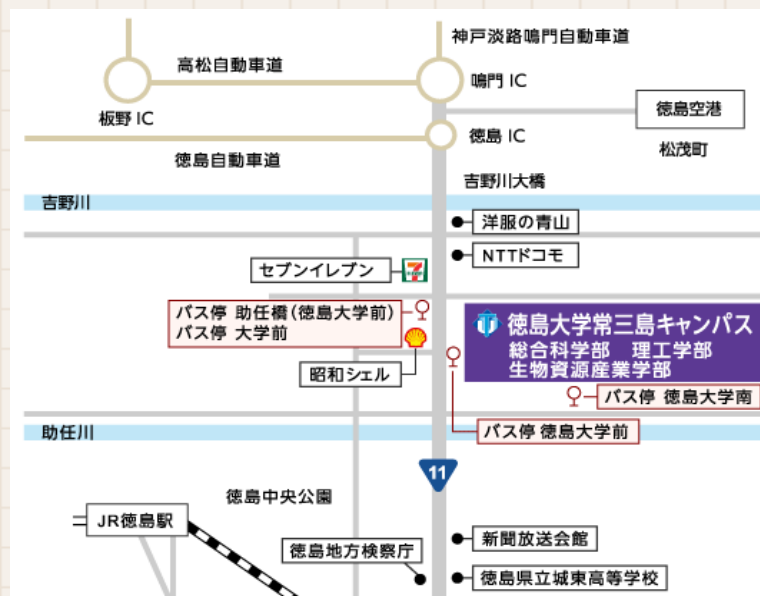 神戸淡路鳴門自動車道
高松自動車道
鳴門 IC
板野 IC
徳島空港
徳島 IC
松茂町
徳島自動車道
吉野川大橋
吉野川
洋服の青山
NTTドコモ
セブンイレブン
バス停 助任橋(徳島大学前)
バス停 大学前
徳島大学常三島キャンパス
総合科学部 理工学部
生物資源産業学部
昭和シェル
バス停 徳島大学南
助任川
バス停 徳島大学前
11
徳島中央公園
JR徳島駅
新聞放送会館
徳島地方検察庁
徳島県立城東高等学校